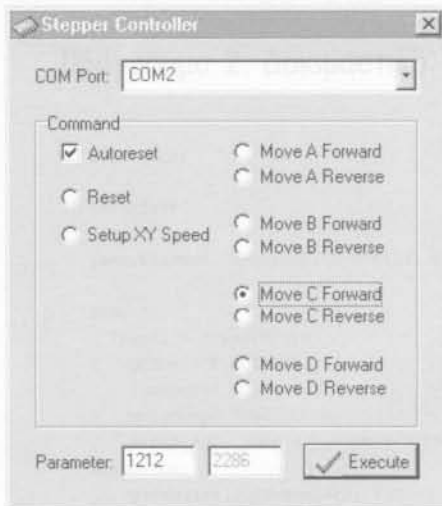 Stepper Controller
COM Port: COM2
Command
Autoreset
Reset
Setup XY Speed
Move A Forward
Move A Reverse
Move B Forward
Move B Reverse
Move C Forward
Move C Reverse
Move D Forward
Move D Reverse
Parameter: 1212 2286 Execute